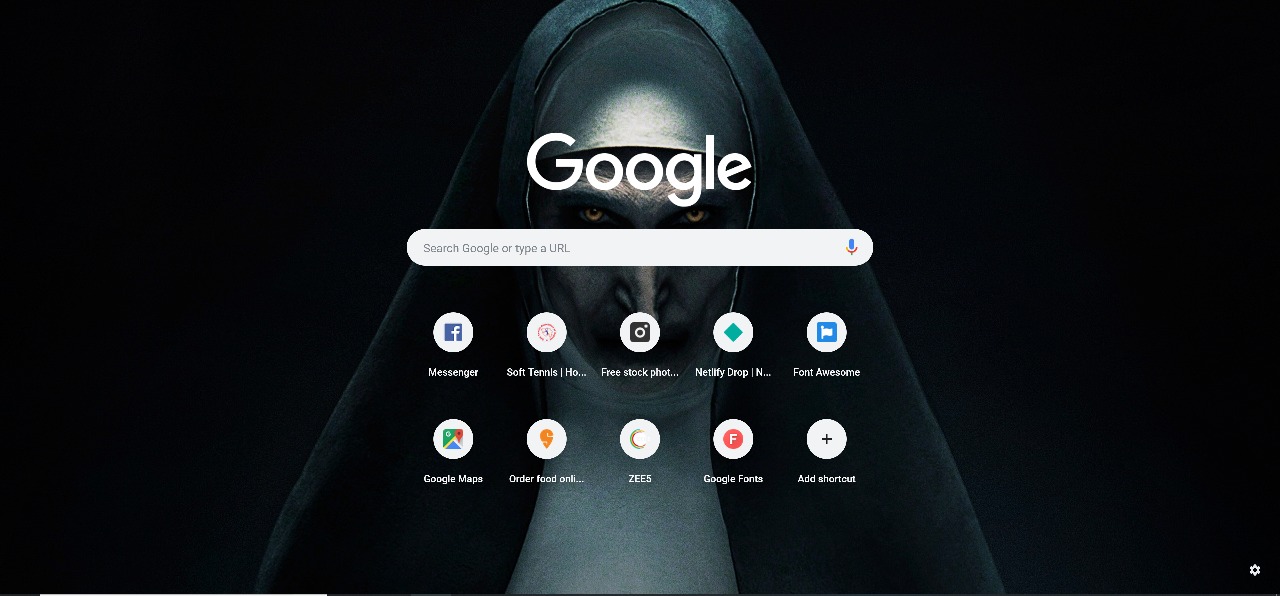 Google
Search Google or type a URL
Messenger
Soft Tennis | Ho...
Free stock phot...
Netlify Drop | N...
Font Awesome
Google Maps
Order food onli...
ZEE5
Google Fonts
Add shortcut